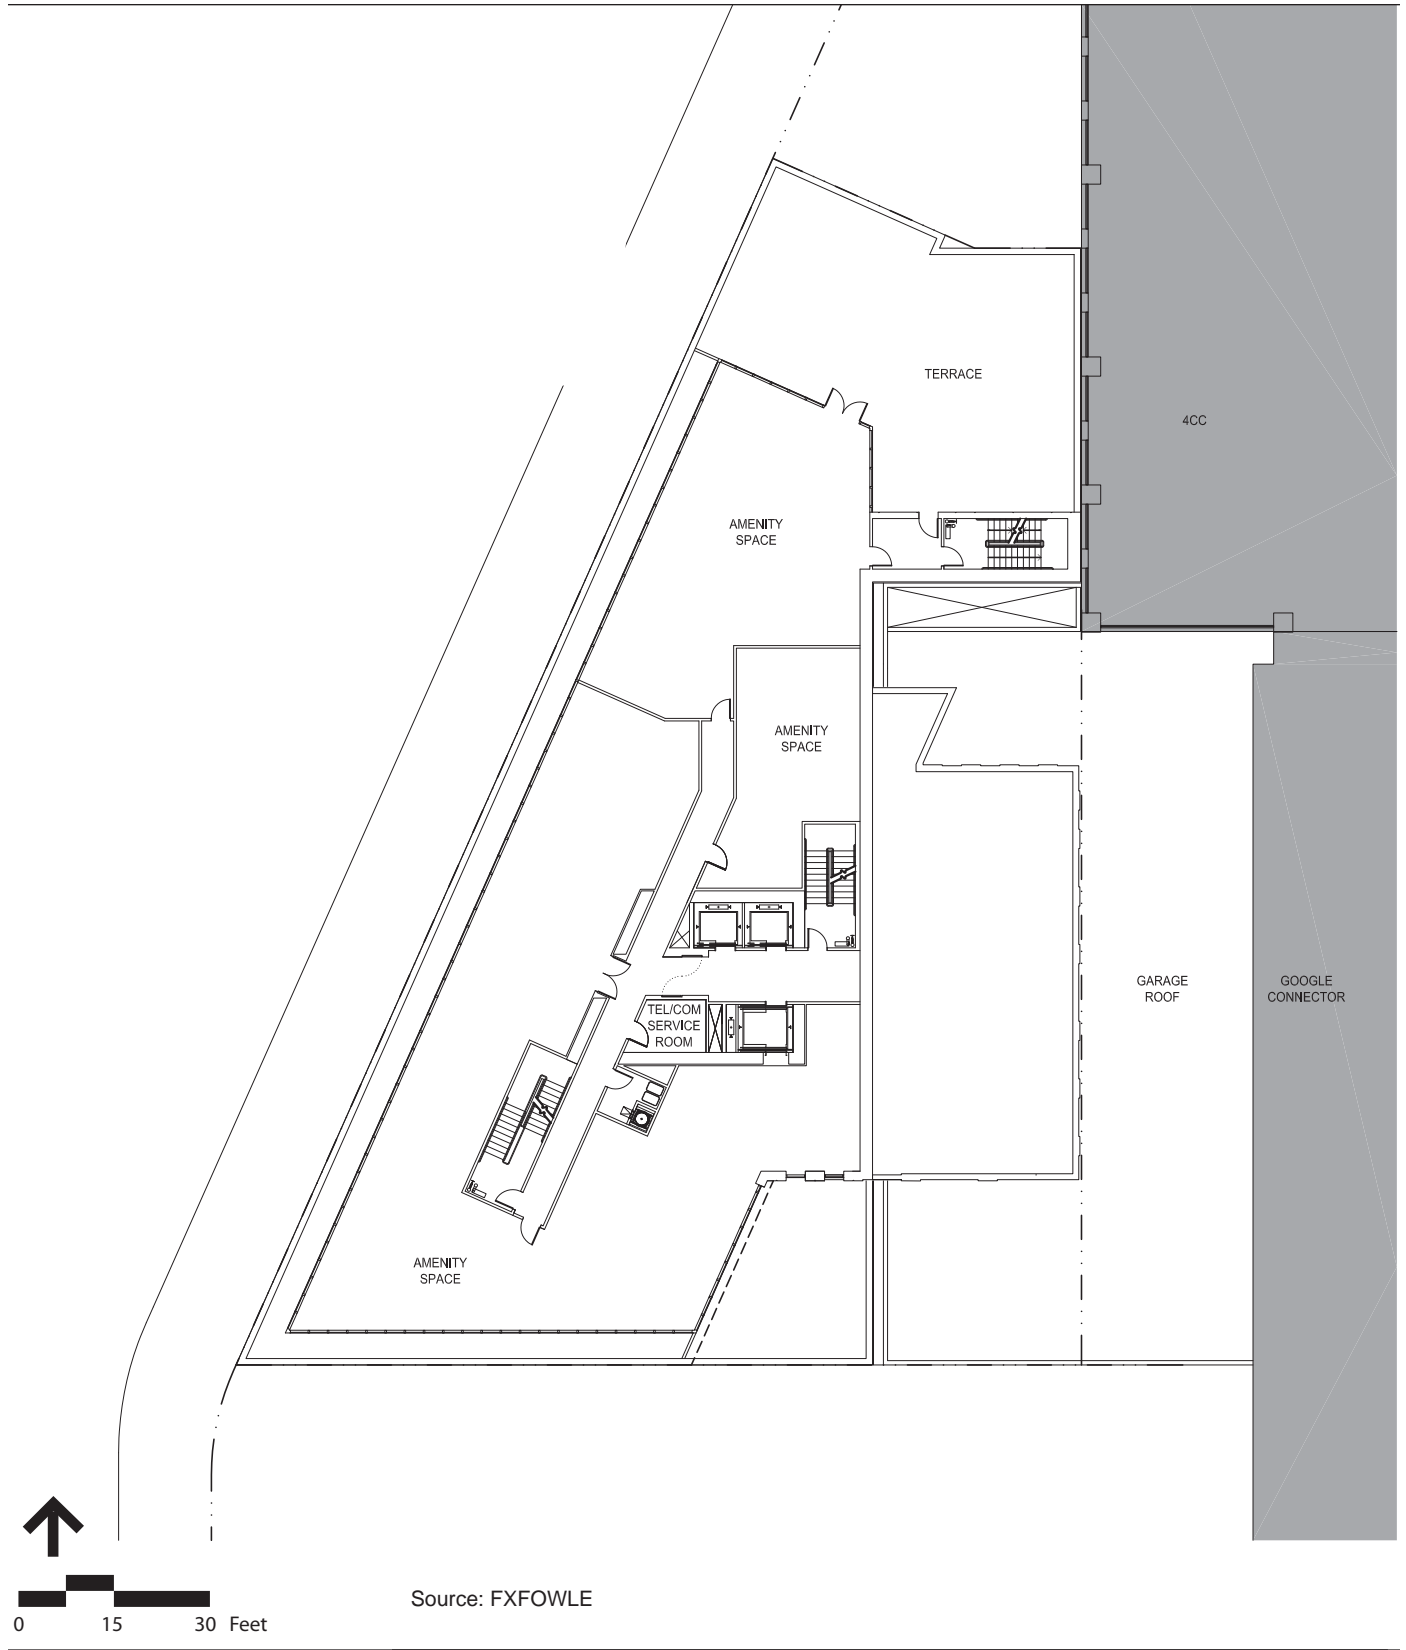 TERRACE
4CC
AMENITY
SPACE
AMENITY
SPACE
GARAGE
ROOF
GOOGLE
CONNECTOR
TEL/COM
SERVICE
ROOM
AMENITY
SPACE
Source: FXFOWLE
0 15 30 Feet